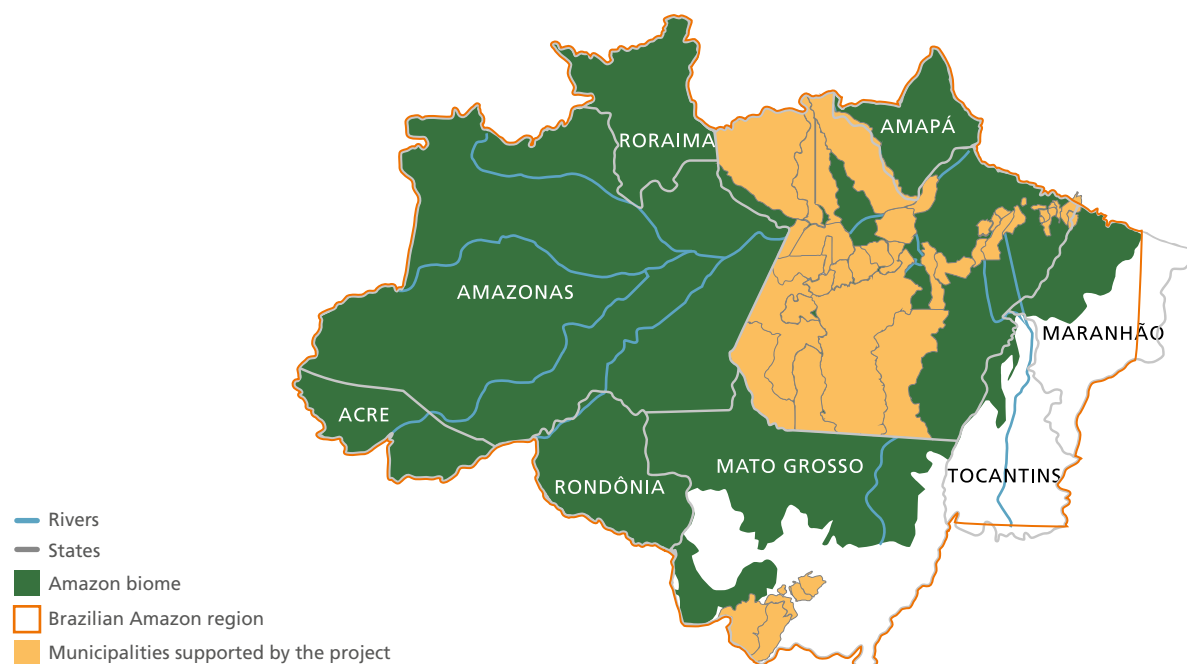 AMAPÁ
RORAIMA
AMAZONAS
MARANHÃO
ACRE
MATO GROSSO
TOCANTINS
RONDÔNIA
Rivers
States
Amazon biome
Brazilian Amazon region
Municipalities supported by the project